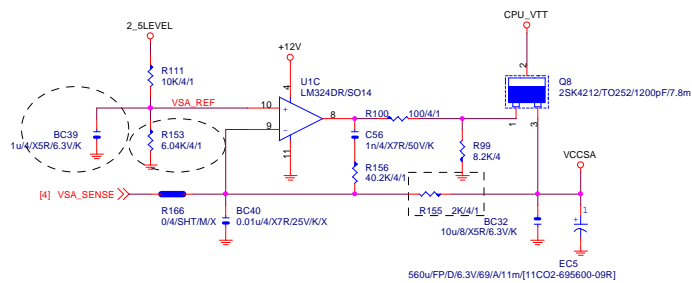 CPU_VTT
2_5LEVEL
+12V
2
R111
10K/4/1
U1C
LM324DR/SO14
Q8
2SK4212/TO252/1200pF/7.8m
4
VSA_REF
10
+
8
R100
100/4/1
1
3
9
-
BC39
1u/4/X5R/6.3V/K
R153
6.04K/4/1
C56
1n/4/X7R/50V/K
R99
8.2K/4
11
VCCSA
R156
40.2K/4/1
[4] VSA_SENSE
R166
0/4/SHT/M/X
BC40
0.01u/4/X7R/25V/K/X
R155 2K/4/1
BC32
10u/8/X5R/6.3V/K
+
1
EC5
560u/FP/D/6.3V/69/A/11m/[11CO2-695600-09R]